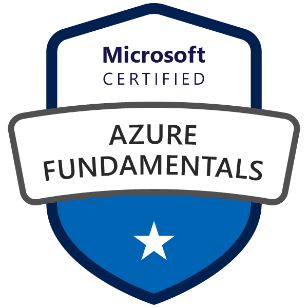 Microsoft
CERTIFIED
AZURE
FUNDAMENTALS